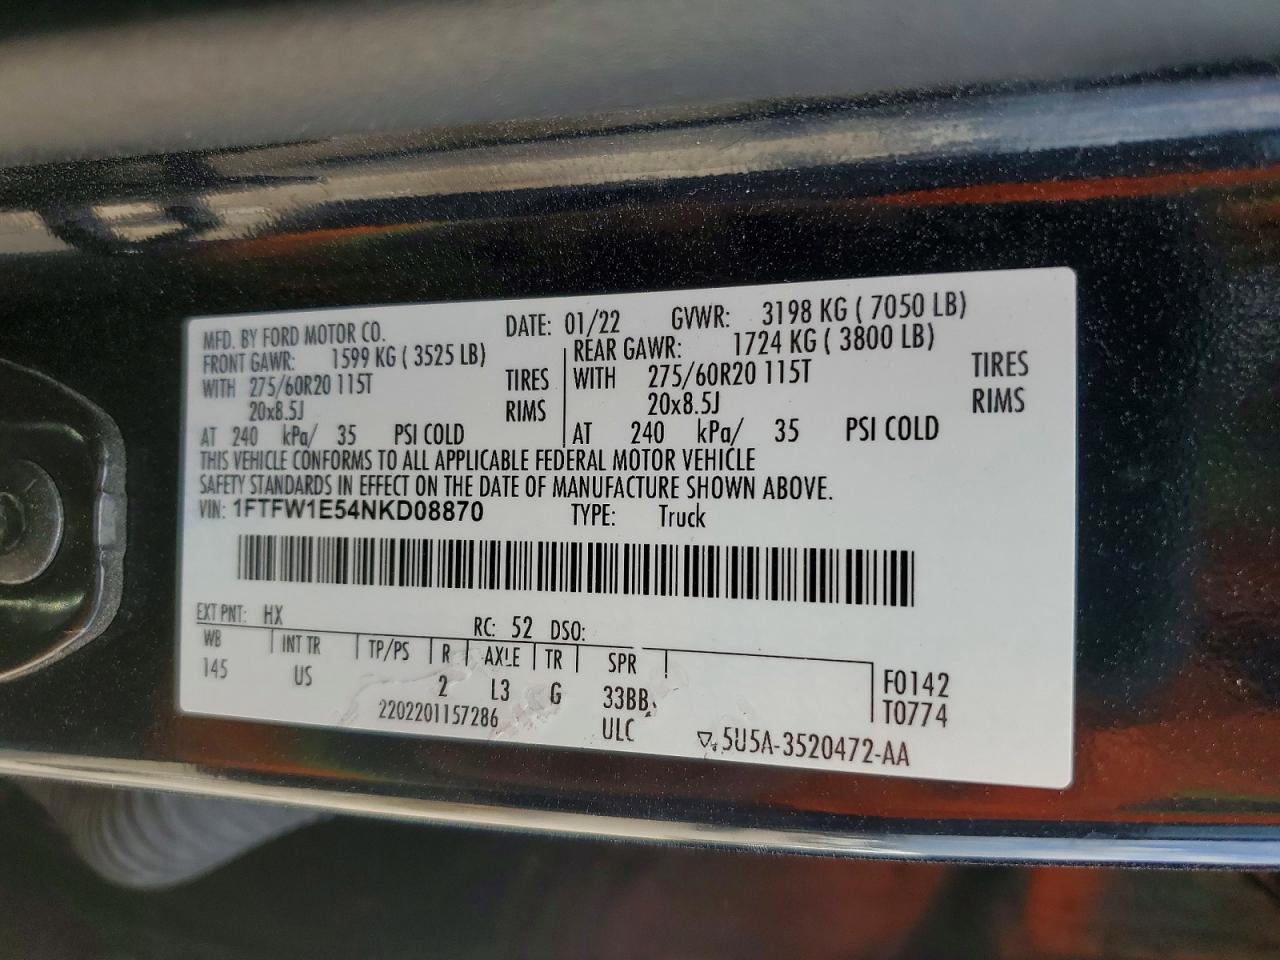 MFD. BY FORD MOTOR CO. DATE: 01/22 GVWR: 3198 KG ( 7050 LB)
FRONT GAWR: 1599 KG ( 3525 LB) REAR GAWR: 1724 KG ( 3800 LB)
WITH 275/60R20 115T TIRES WITH 275/60R20 115T TIRES
20x8.5J RIMS 20x8.5J RIMS
AT 240 kPa/ 35 PSI COLD AT 240 kPa/ 35 PSI COLD
THIS VEHICLE CONFORMS TO ALL APPLICABLE FEDERAL MOTOR VEHICLE
SAFETY STANDARDS IN EFFECT ON THE DATE OF MANUFACTURE SHOWN ABOVE.
VIN: 1FTFW1E54NKD08870 TYPE: Truck
EXT PNT: HX RC: 52 DSO:
WB INT TR TP/PS R AXLE TR SPR
145 US 2 L3 G 33BB F0142
2202201157286 ULC T0774
5U5A-3520472-AA